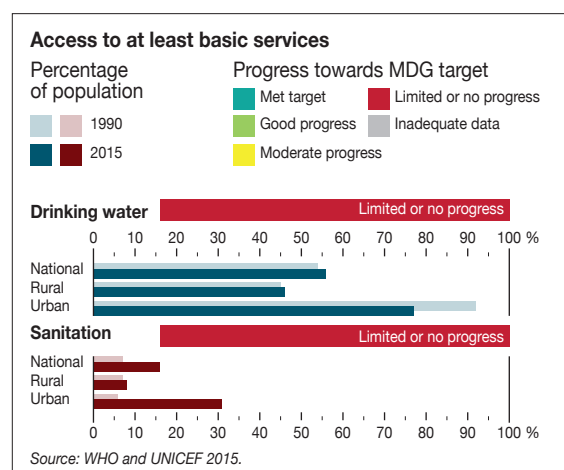 Access to at least basic services
Percentage
of population
1990
2015
Progress towards MDG target
Met target
Limited or no progress
Good progress
Inadequate data
Moderate progress
Drinking water
Limited or no progress
0 10 20 30 40 50 60 70 80 90 100 %
National
Rural
Urban
Sanitation
Limited or no progress
National
Rural
Urban
0 10 20 30 40 50 60 70 80 90 100 %
Source: WHO and UNICEF 2015.